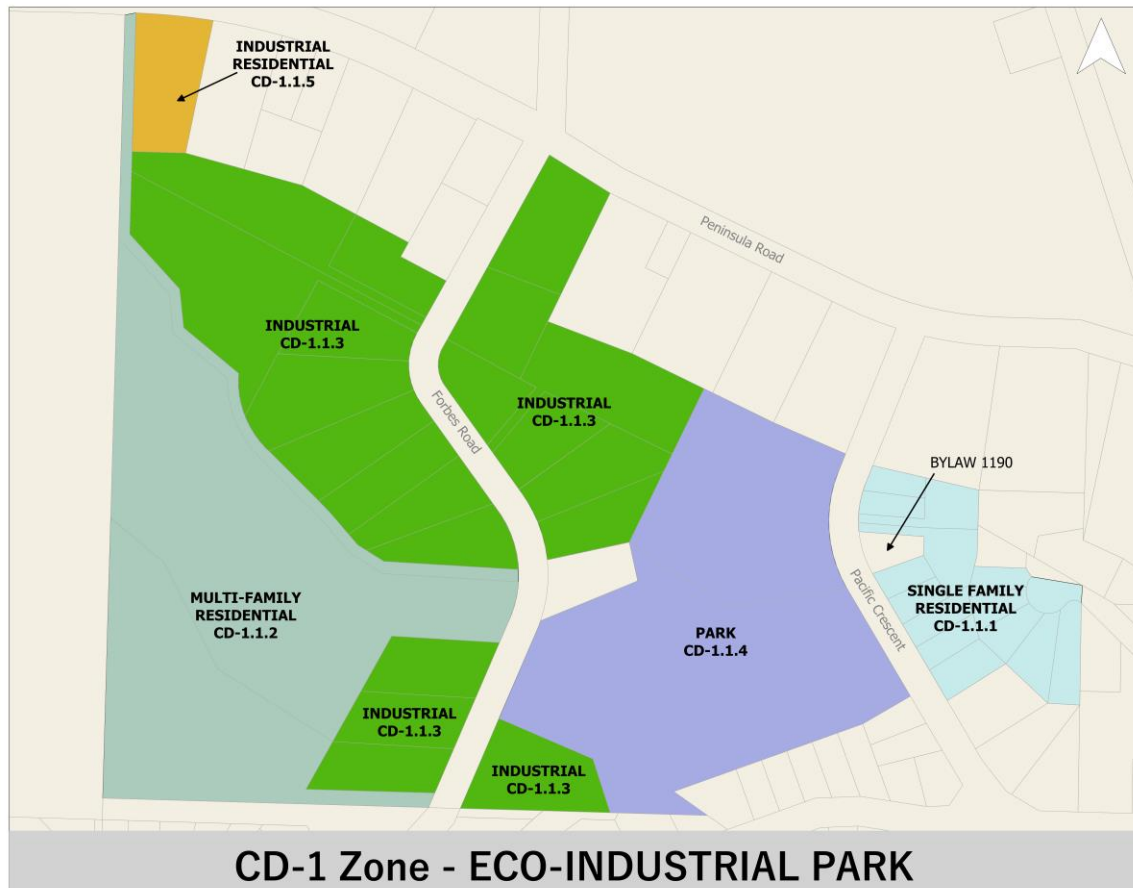 INDUSTRIAL
RESIDENTIAL
CD-1.1.5
Peninsula Road
INDUSTRIAL
CD-1.1.3
Forbes Road
INDUSTRIAL
CD-1.1.3
BYLAW 1190
MULTI-FAMILY
RESIDENTIAL
CD-1.1.2
PARK
CD-1.1.4
Pacific Crescent
SINGLE FAMILY
RESIDENTIAL
CD-1.1.1
INDUSTRIAL
CD-1.1.3
INDUSTRIAL
CD-1.1.3
CD-1 Zone - ECO-INDUSTRIAL PARK